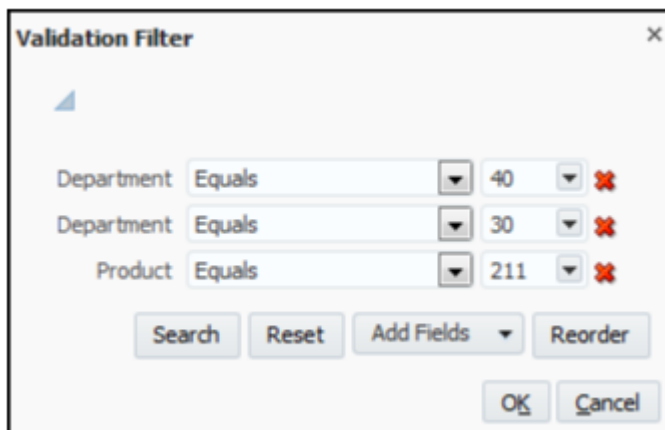 Validation Filter
Department Equals 40
Department Equals 30
Product Equals 211
Search Reset Add Fields Reorder
OK Cancel